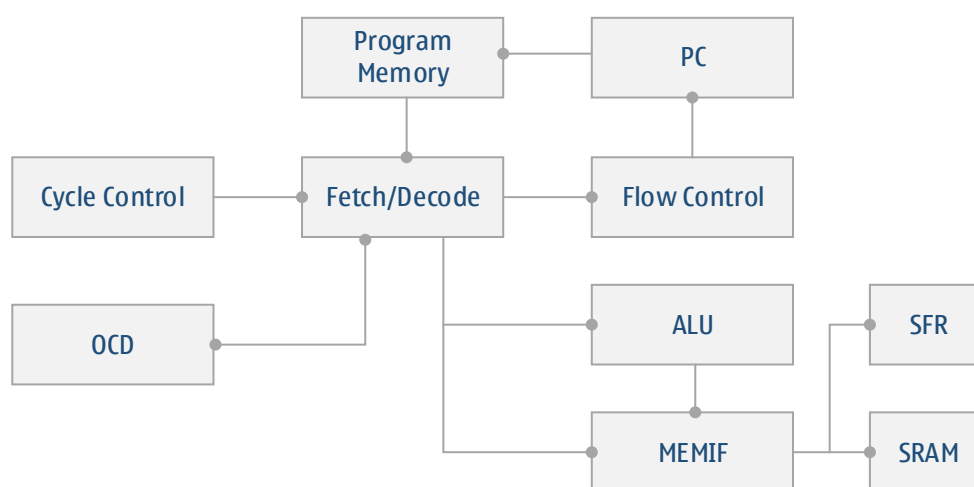 Program
Memory
PC
Cycle Control
Fetch/Decode
Flow Control
OCD
ALU
SFR
MEMIF
SRAM